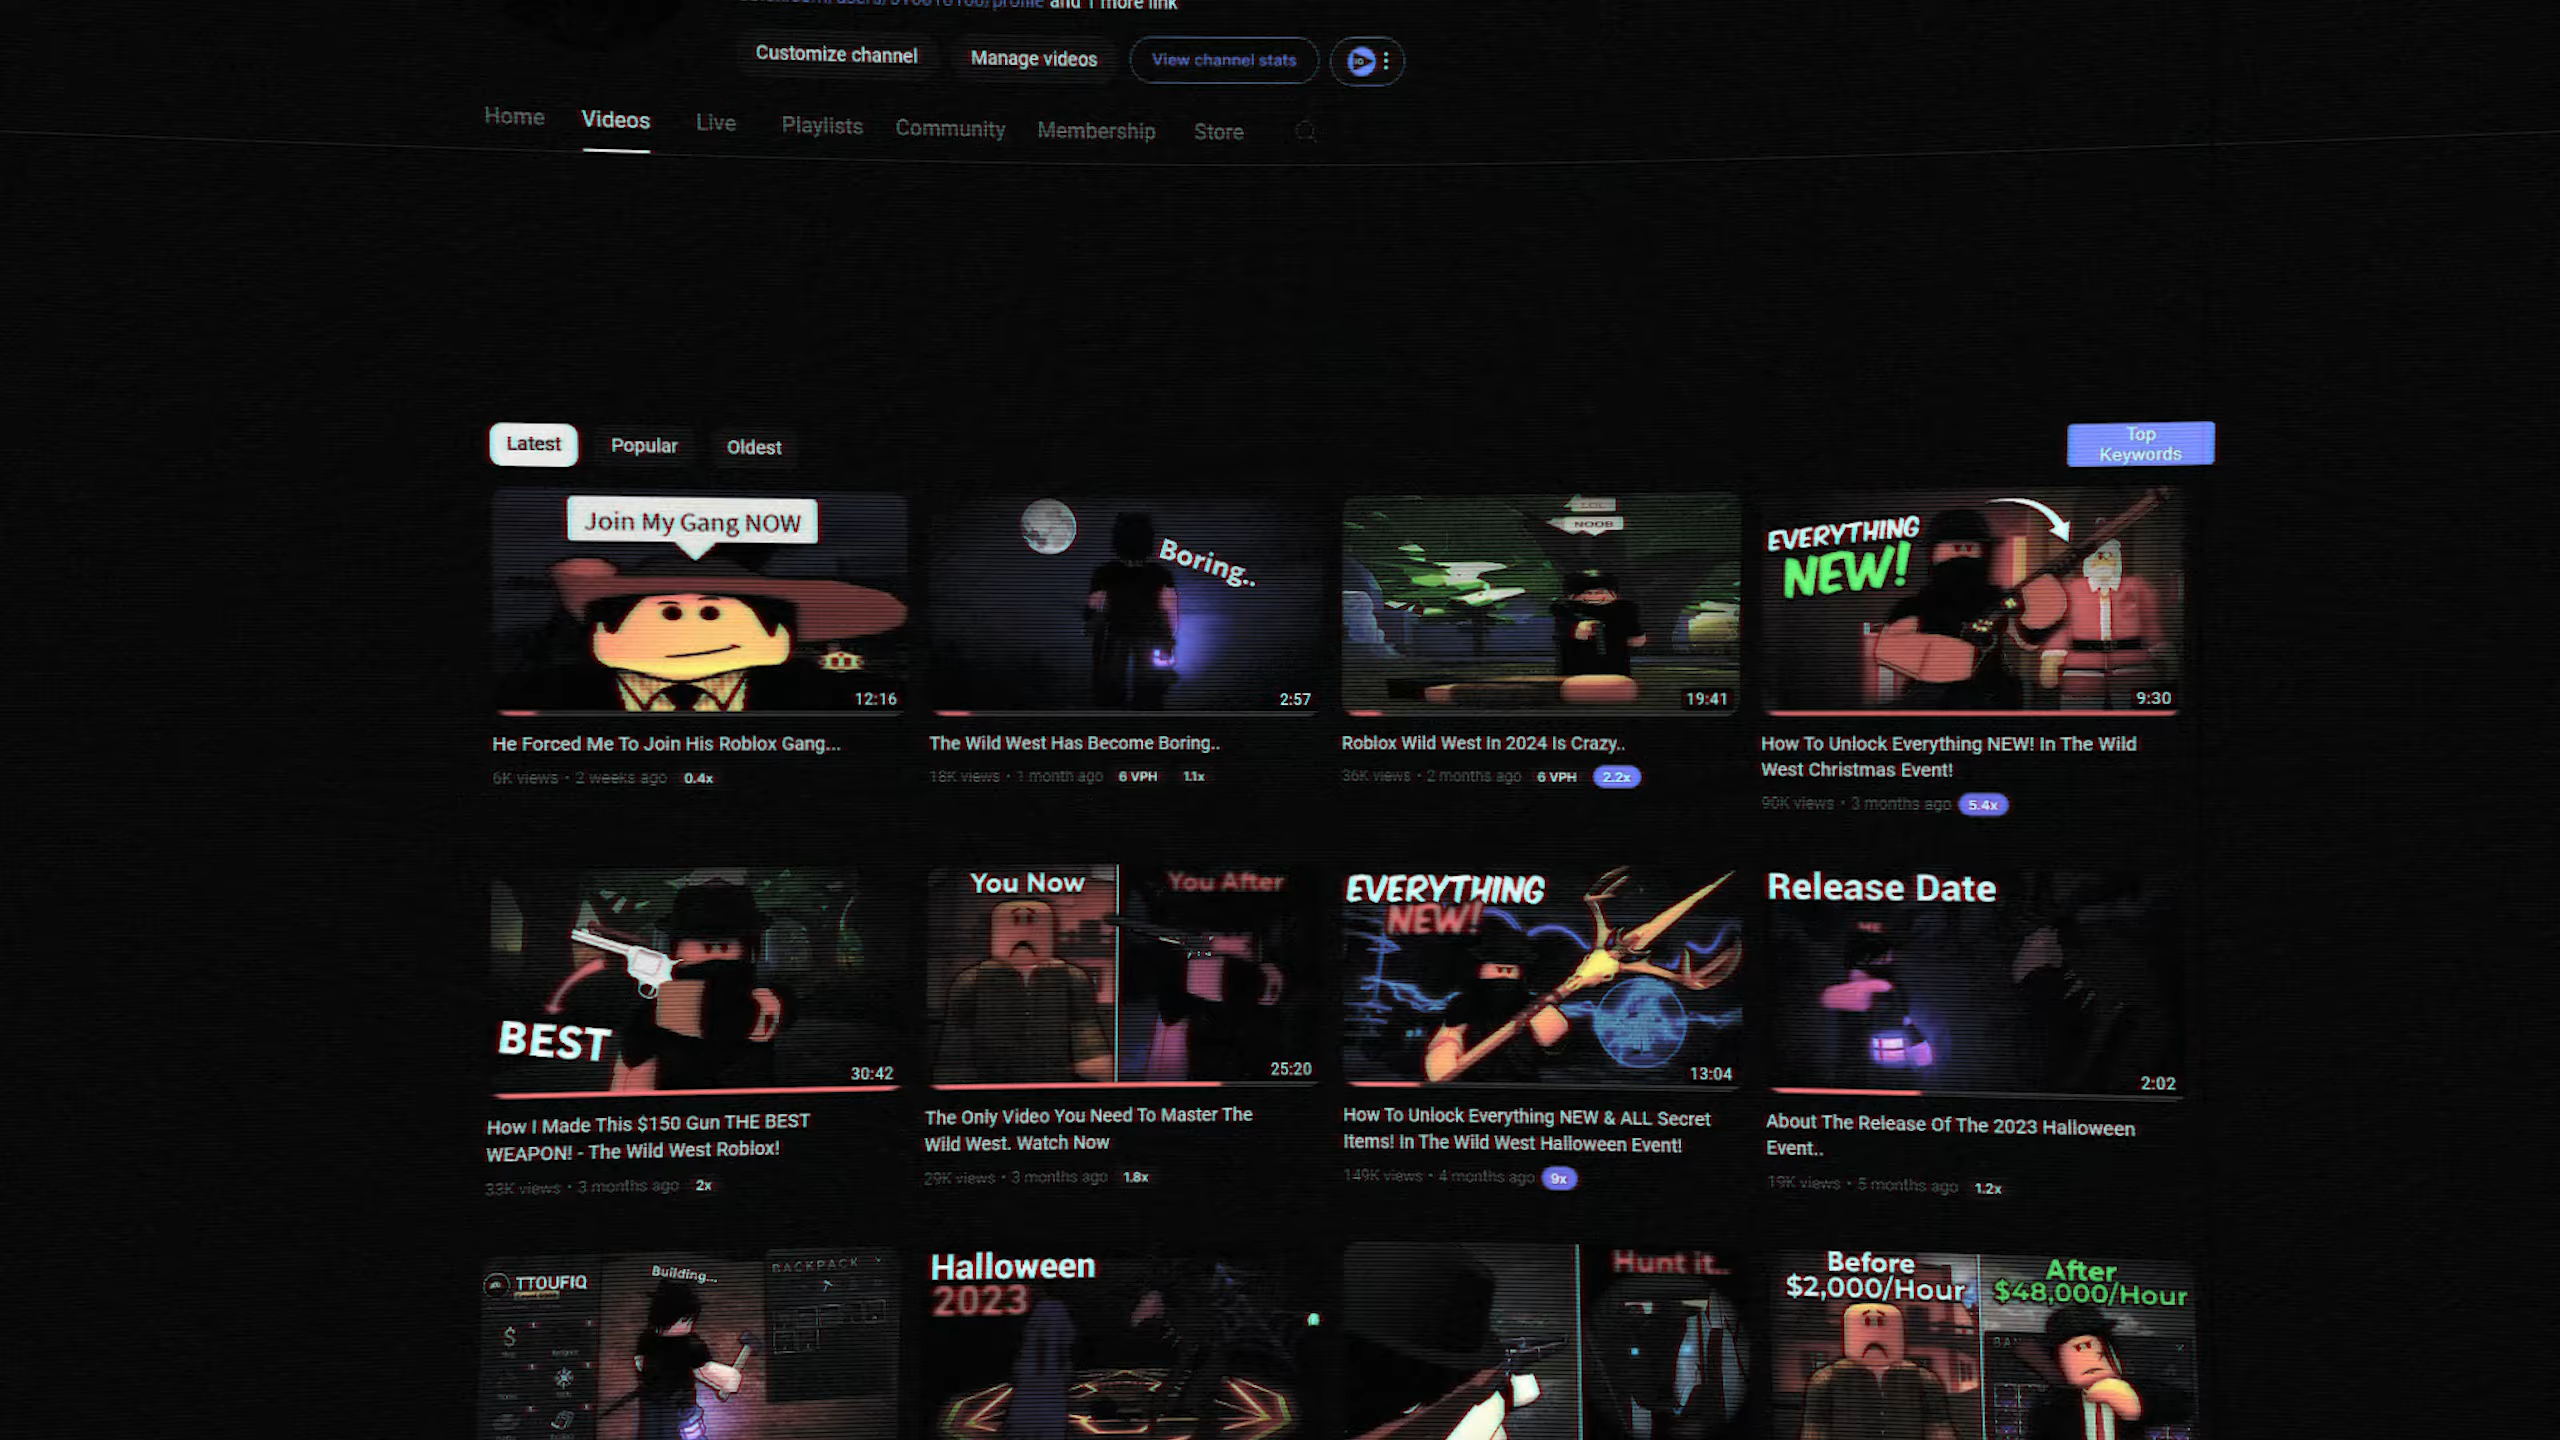 and 1 more link
Customize channel
Manage videos
View channel stats
Home
Videos
Live
Playlists
Community
Membership
Store
Latest
Popular
Oldest
Top
Keywords
Join My Gang NOW
12:16
Boring..
2:57
NOOB
19:41
EVERYTHING
NEW!
9:30
He Forced Me To Join His Roblox Gang...
6K views • 2 weeks ago 0.4x
The Wild West Has Become Boring..
18K views • 1 month ago 6 VPH 1.1x
Roblox Wild West In 2024 Is Crazy..
36K views • 2 months ago 6 VPH 2.2x
How To Unlock Everything NEW! In The Wild
West Christmas Event!
90K views • 3 months ago 5.4x
BEST
30:42
You Now
You After
25:20
EVERYTHING
NEW!
13:04
Release Date
ME
2:02
How I Made This $150 Gun THE BEST
WEAPON! - The Wild West Roblox!
33K views • 3 months ago 2x
The Only Video You Need To Master The
Wild West. Watch Now
29K views • 3 months ago 1.8x
How To Unlock Everything NEW & ALL Secret
Items! In The Wild West Halloween Event!
149K views • 4 months ago 9x
About The Release Of The 2023 Halloween
Event..
19K views • 5 months ago 1.2x
TTOUFIQ
Building...
BACKPACK
Halloween
2023
Hunt it..
Before
$2,000/Hour
After
$48,000/Hour